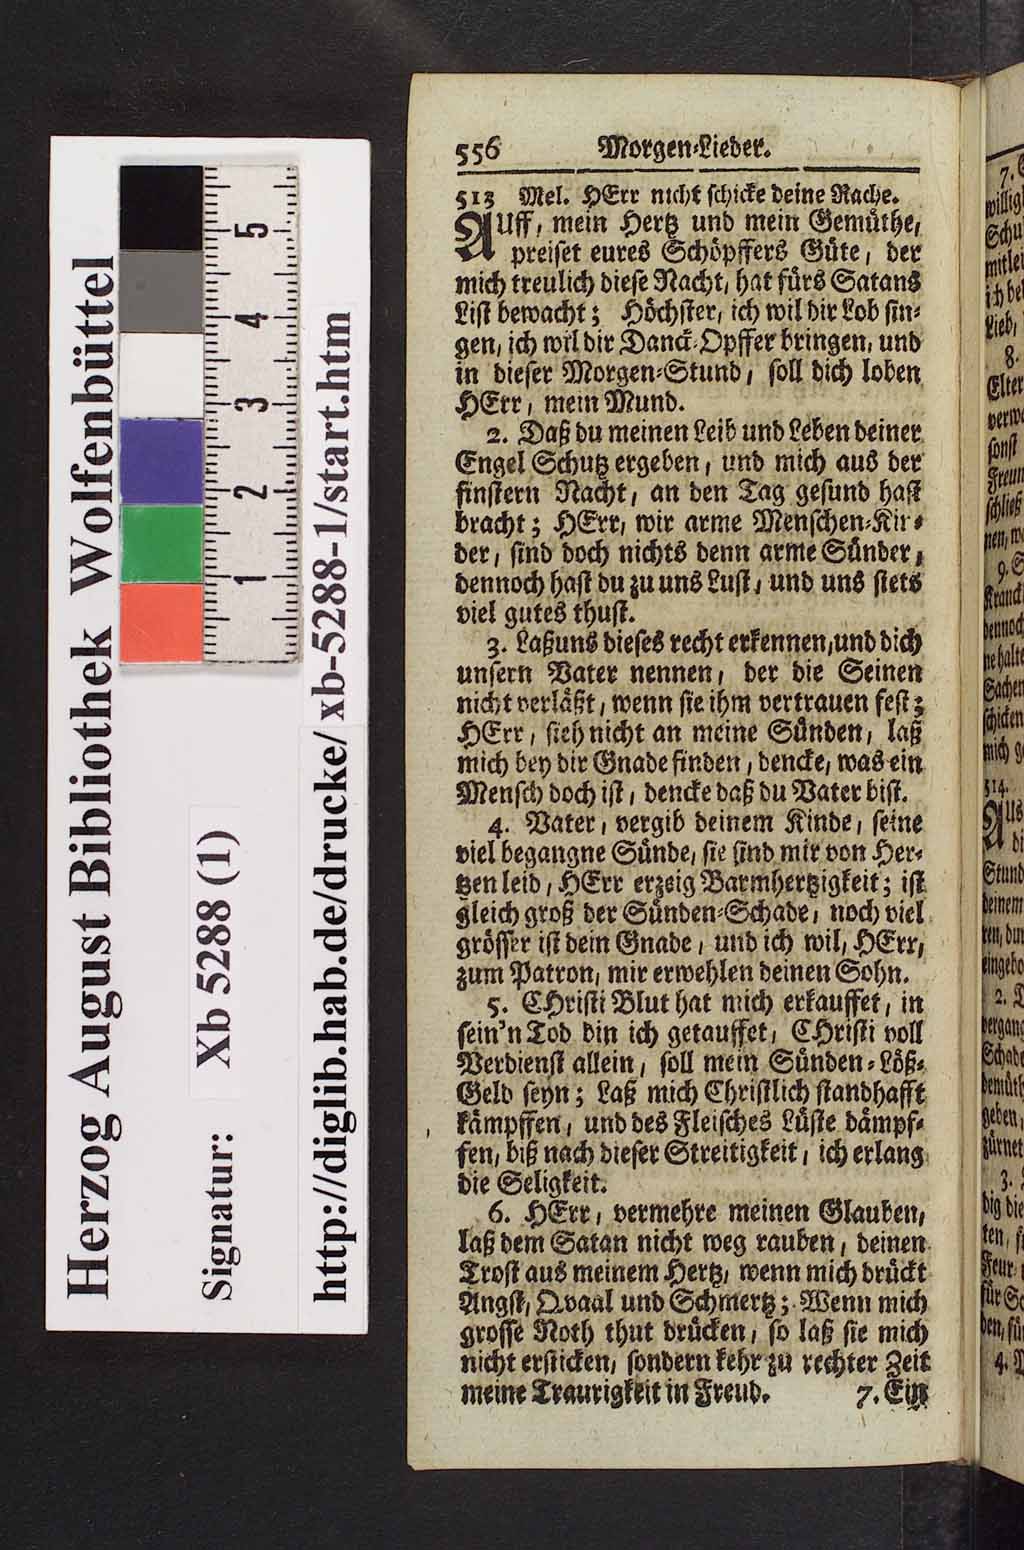 Herzog August Bibliothek Wolfenbüttel
Signatur: Xb 5288 (1)
http://diglib.hab.de/drucke/xb-5288-1/start.htm
1 2 3 4 5
556 Morgen-Lieder.
513 Mel. HErr nicht schicke deine Rache.
AUff, mein Hertz und mein Gemüthe,
preiset eures Schöpffers Güte, der
mich treulich diese Nacht, hat fürs Satans
List bewacht; Höchster, ich wil dir Lob sin-
gen, ich wil dir Danck-Opffer bringen, und
in dieser Morgen-Stund, soll dich loben
HErr, mein Mund.
2. Daß du meinen Leib und Leben deiner
Engel Schutz ergeben, und mich aus der
finstern Nacht, an den Tag gesund hast
bracht; HErr, wir arme Menschen-Kin-
der, sind doch nichts denn arme Sünder,
dennoch hast du zu uns Lust, und uns stets
viel gutes thust.
3. Laß uns dieses recht erkennen, und dich
unsern Vater nennen, der die Seinen
nicht verläßt, wenn sie ihm vertrauen fest;
HErr, sieh nicht an meine Sünden, laß
mich bey dir Gnade finden, dencke, was ein
Mensch doch ist, dencke daß du Vater bist.
4. Vater, vergib deinem Kinde, seine
viel begangne Sünde, sie sind mir von Her-
tzen leid, HErr erzeig Barmhertzigkeit; ist
gleich groß der Sünden-Schade, noch viel
grösser ist dein Gnade, und ich wil, HErr,
zum Patron, mir erwehlen deinen Sohn.
5. CHristi Blut hat mich erkauffet, in
sein'n Tod bin ich getauffet, CHristi voll
Verdienst allein, soll mein Sünden-Löß-
Geld seyn; Laß mich Christlich standhafft
kämpffen, und des Fleisches Lüste dämpf-
fen, biß nach dieser Streitigkeit, ich erlang
die Seligkeit.
6. HErr, vermehre meinen Glauben,
laß dem Satan nicht weg rauben, deinen
Trost aus meinem Hertz, wenn mich drückt
Angst, Qvaal und Schmertz; Wenn mich
grosse Noth thut drücken, so laß sie mich
nicht ersticken, sondern kehr zu rechter Zeit
meine Traurigkeit in Freud. 7. Ein